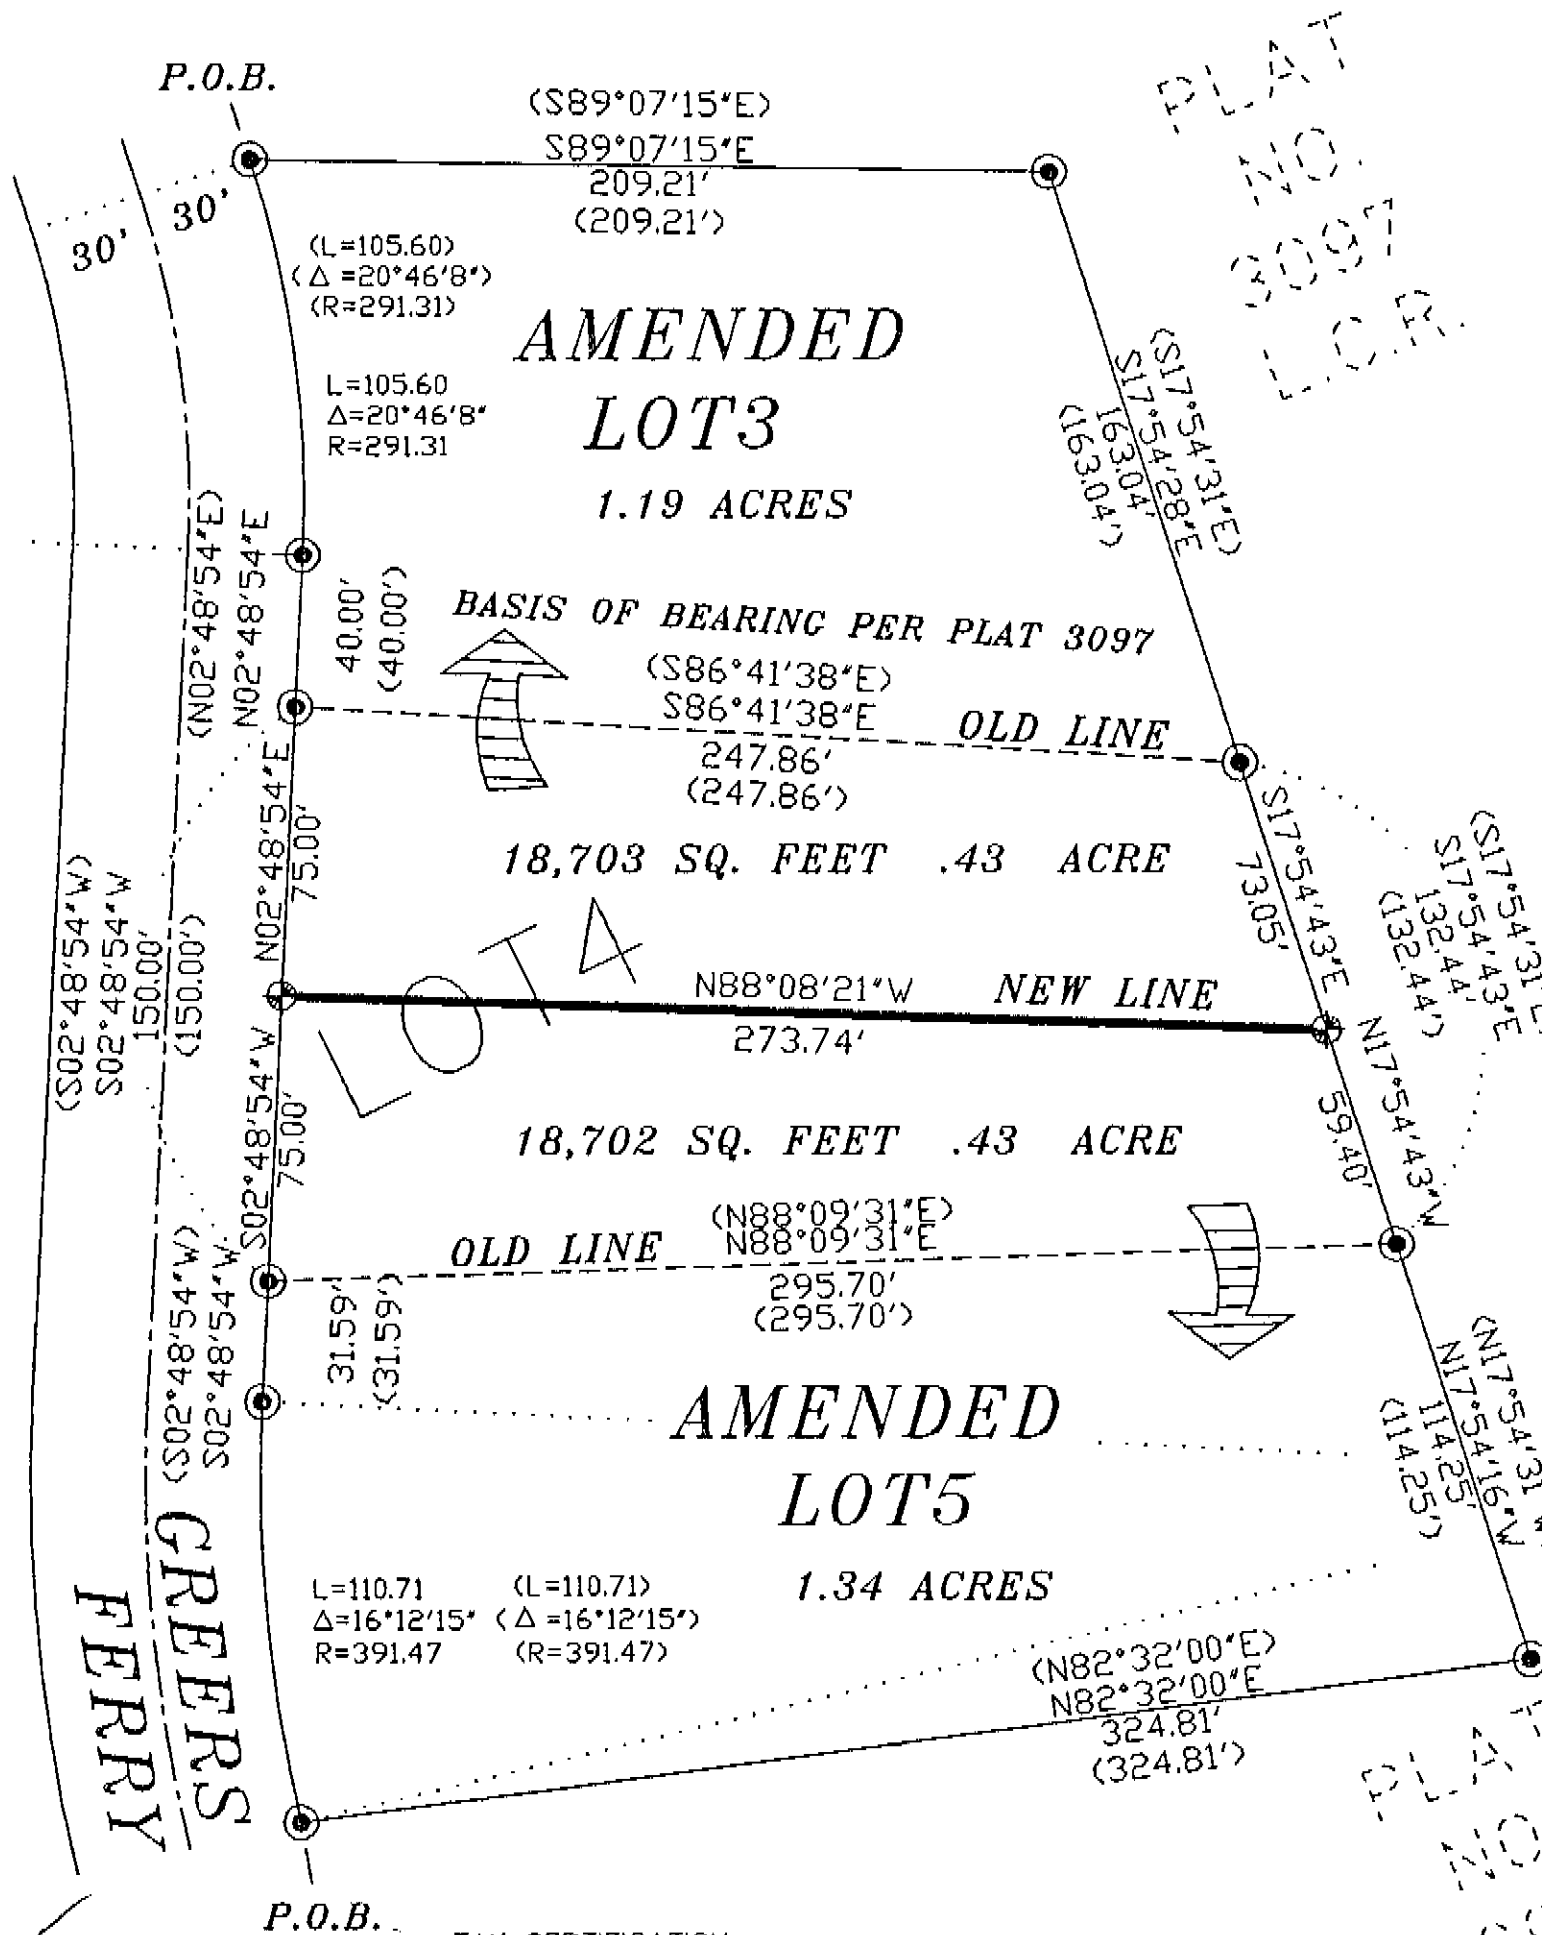 P.O.B.
(S89°07'15"E)
S89°07'15"E
209.21'
(209.21')
PLAT
NO.
3097
L.C.R.
30'
30'
(L=105.60)
(Δ =20°46'8")
(R=291.31)
AMENDED
LOT3
1.19 ACRES
L=105.60
Δ=20°46'8"
R=291.31
(S17°54'31"E)
S17°54'28"E
163.04'
(163.04')
(N02°48'54"E)
N02°48'54"E
40.00'
(40.00')
BASIS OF BEARING PER PLAT 3097
(S86°41'38"E)
S86°41'38"E
OLD LINE
247.86'
(247.86')
N02°48'54"E
75.00'
18,703 SQ. FEET .43 ACRE
S17°54'43"E
73.05'
(S17°54'31"E
S17°54'43"E
132.44'
(132.44')
(S02°48'54"W)
S02°48'54"W
150.00'
(150.00')
LOT 4
N88°08'21"W
NEW LINE
273.74'
S02°48'54"W
75.00'
N17°54'43"W
59.40'
18,702 SQ. FEET .43 ACRE
(N88°09'31"E)
N88°09'31"E
OLD LINE
295.70'
(295.70')
(S02°48'54"W)
S02°48'54"W
31.59'
(31.59')
(N17°54'31"W
N17°54'16"W
114.25'
(114.25')
AMENDED
LOT5
1.34 ACRES
L=110.71 (L=110.71)
Δ=16°12'15" (Δ =16°12'15")
R=391.47 (R=391.47)
GREERS
FERRY
(N82°32'00"E)
N82°32'00"E
324.81'
(324.81')
PLAT
NO
P.O.B.